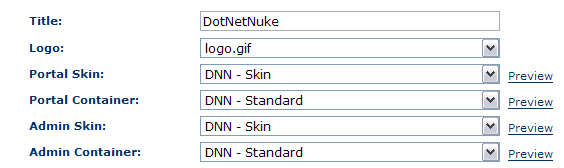 Title: DotNetNuke
Logo: logo.gif
Portal Skin: DNN - Skin Preview
Portal Container: DNN - Standard Preview
Admin Skin: DNN - Skin Preview
Admin Container: DNN - Standard Preview